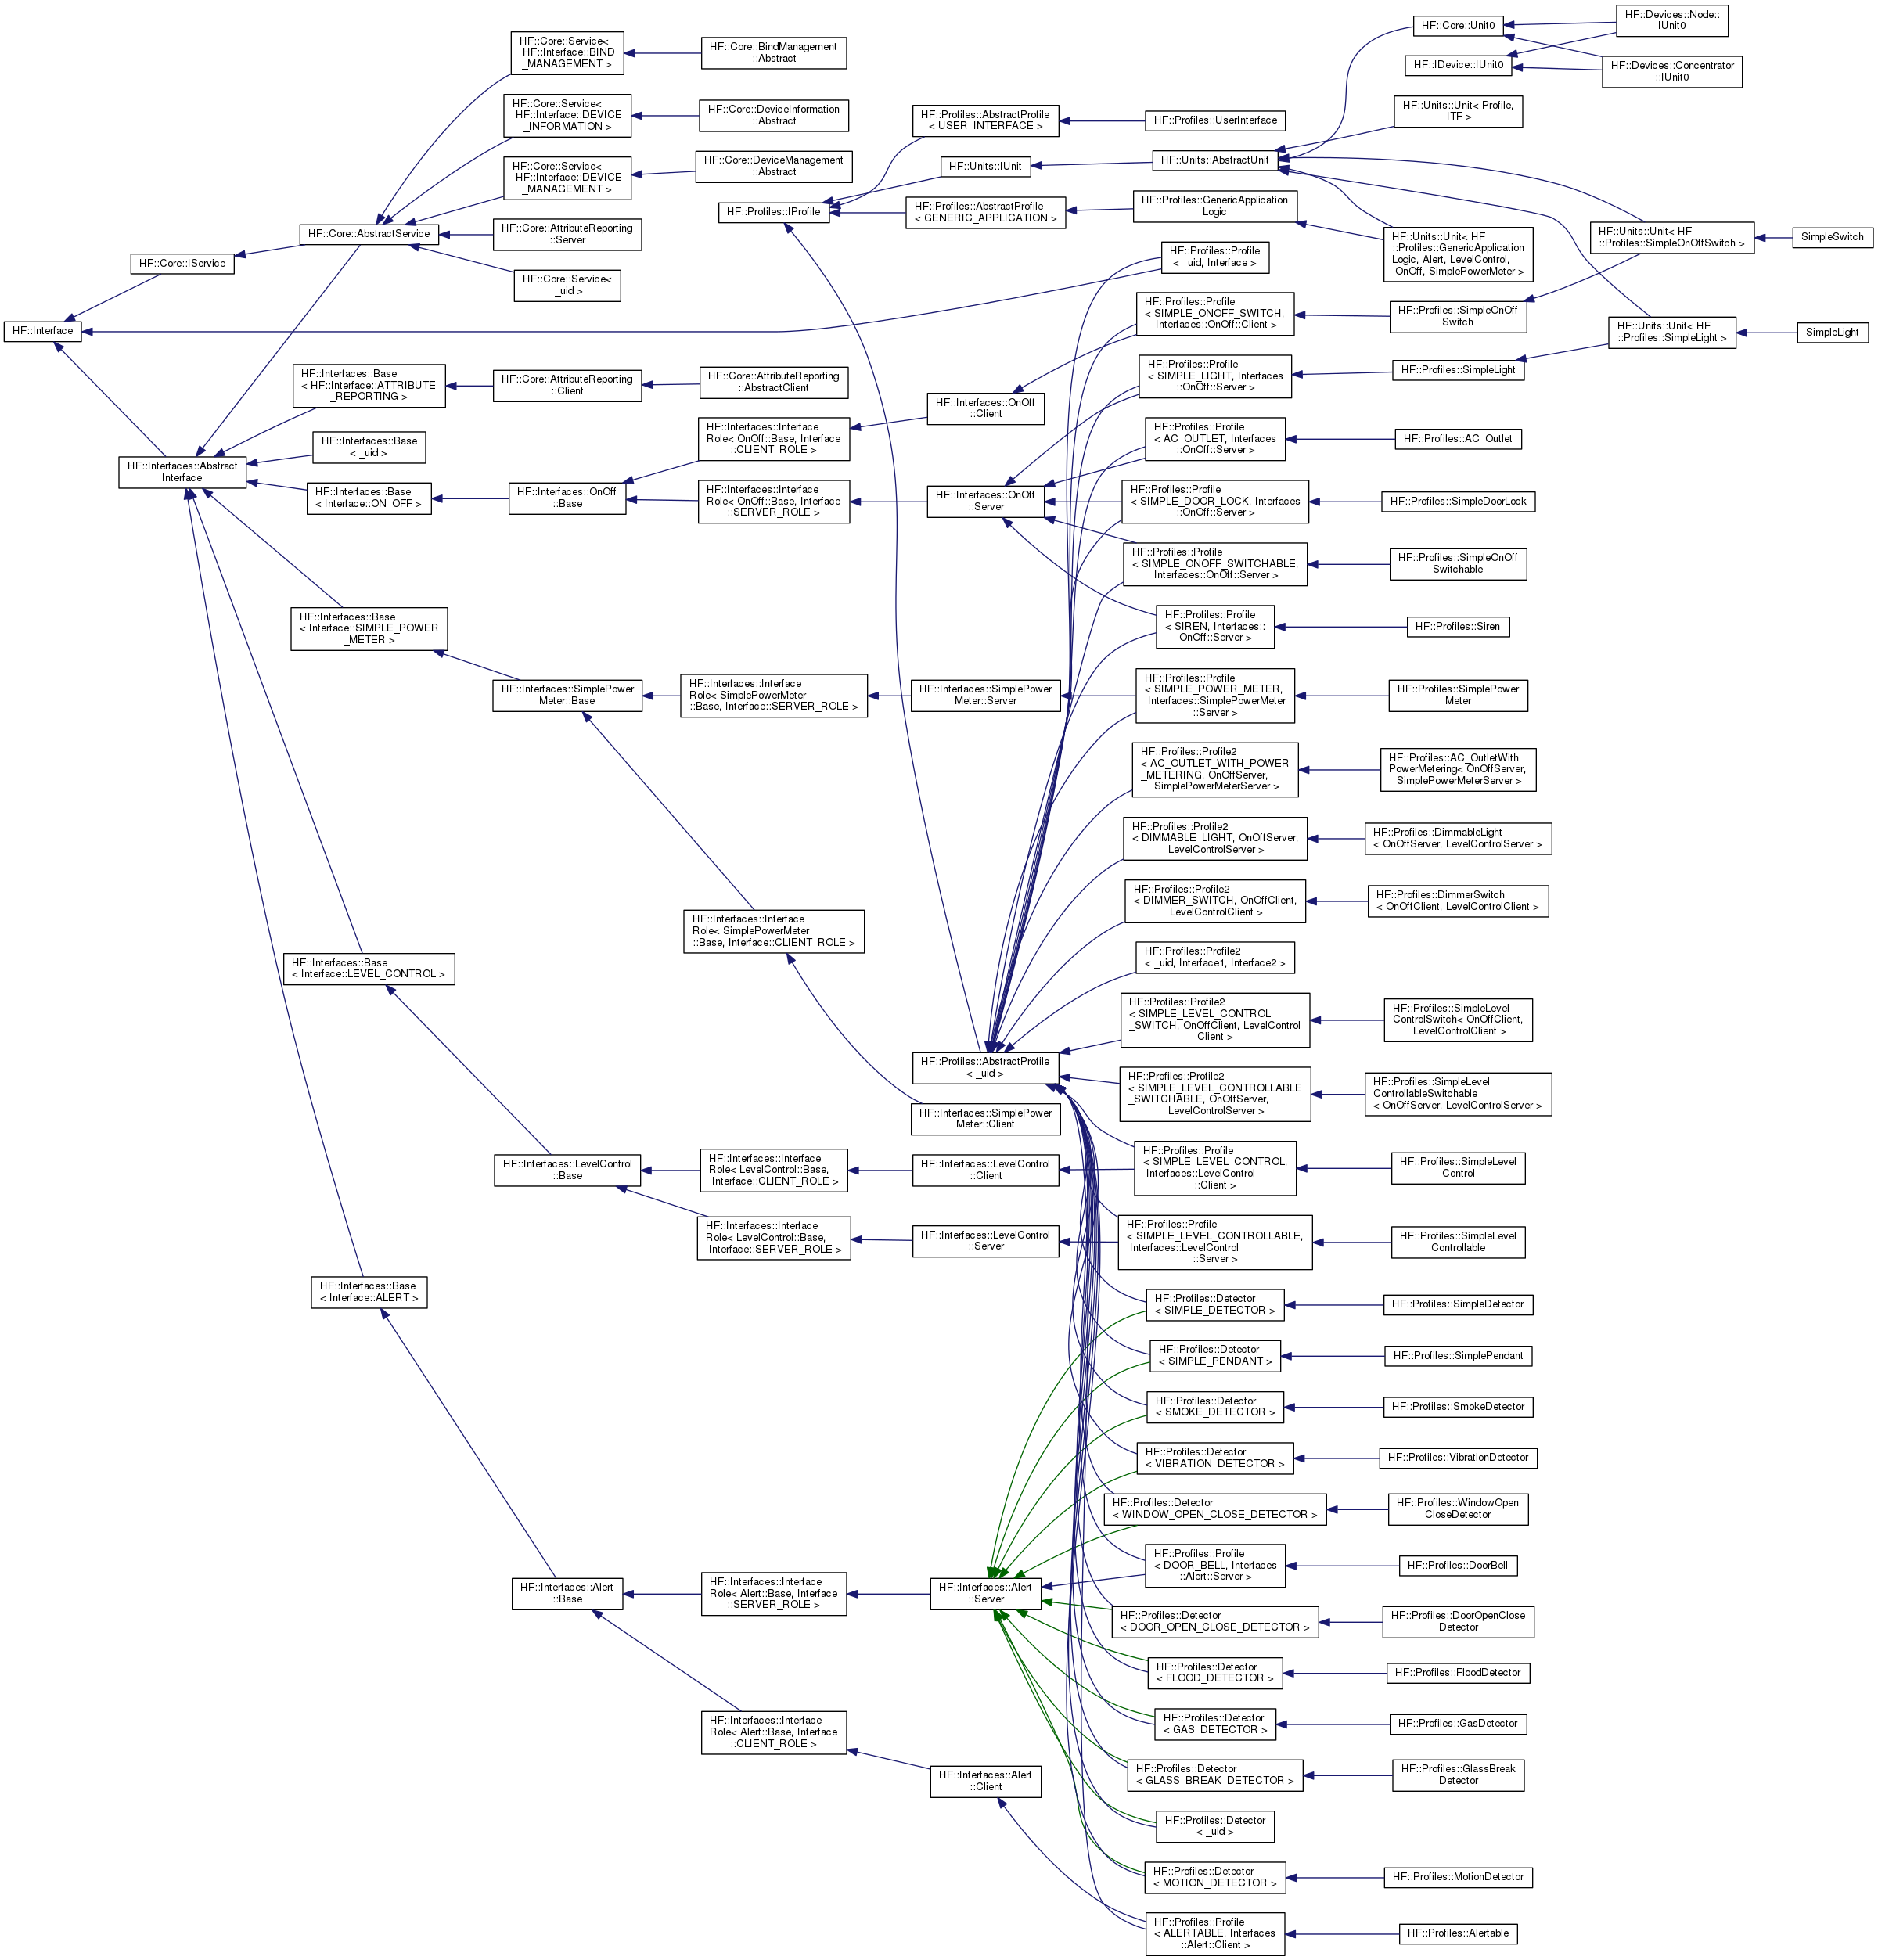 HF::Interface
HF::Core::IService
HF::Interfaces::Abstract
Interface
HF::Core::AbstractService
HF::Interfaces::Base
< HF::Interface::ATTRIBUTE
_REPORTING >
HF::Interfaces::Base
< _uid >
HF::Interfaces::Base
< Interface::ON_OFF >
HF::Interfaces::Base
< Interface::SIMPLE_POWER
_METER >
HF::Interfaces::Base
< Interface::LEVEL_CONTROL >
HF::Interfaces::Base
< Interface::ALERT >
HF::Core::Service<
HF::Interface::BIND
_MANAGEMENT >
HF::Core::Service<
HF::Interface::DEVICE
_INFORMATION >
HF::Core::Service<
HF::Interface::DEVICE
_MANAGEMENT >
HF::Core::AttributeReporting
::Server
HF::Core::Service<
_uid >
HF::Core::AttributeReporting
::Client
HF::Interfaces::OnOff
::Base
HF::Interfaces::SimplePower
Meter::Base
HF::Interfaces::LevelControl
::Base
HF::Interfaces::Alert
::Base
HF::Core::BindManagement
::Abstract
HF::Core::DeviceInformation
::Abstract
HF::Core::DeviceManagement
::Abstract
HF::Profiles::IProfile
HF::Core::AttributeReporting
::AbstractClient
HF::Interfaces::Interface
Role< OnOff::Base, Interface
::CLIENT_ROLE >
HF::Interfaces::Interface
Role< OnOff::Base, Interface
::SERVER_ROLE >
HF::Interfaces::Interface
Role< SimplePowerMeter
::Base, Interface::SERVER_ROLE >
HF::Interfaces::Interface
Role< SimplePowerMeter
::Base, Interface::CLIENT_ROLE >
HF::Interfaces::Interface
Role< LevelControl::Base,
Interface::CLIENT_ROLE >
HF::Interfaces::Interface
Role< LevelControl::Base,
Interface::SERVER_ROLE >
HF::Interfaces::Interface
Role< Alert::Base, Interface
::SERVER_ROLE >
HF::Interfaces::Interface
Role< Alert::Base, Interface
::CLIENT_ROLE >
HF::Profiles::AbstractProfile
< USER_INTERFACE >
HF::Units::IUnit
HF::Profiles::AbstractProfile
< GENERIC_APPLICATION >
HF::Interfaces::OnOff
::Client
HF::Interfaces::OnOff
::Server
HF::Interfaces::SimplePower
Meter::Server
HF::Profiles::AbstractProfile
< _uid >
HF::Interfaces::SimplePower
Meter::Client
HF::Interfaces::LevelControl
::Client
HF::Interfaces::LevelControl
::Server
HF::Interfaces::Alert
::Server
HF::Interfaces::Alert
::Client
HF::Profiles::UserInterface
HF::Units::AbstractUnit
HF::Profiles::GenericApplication
Logic
HF::Profiles::Profile
< _uid, Interface >
HF::Profiles::Profile
< SIMPLE_ONOFF_SWITCH,
Interfaces::OnOff::Client >
HF::Profiles::Profile
< SIMPLE_LIGHT, Interfaces
::OnOff::Server >
HF::Profiles::Profile
< AC_OUTLET, Interfaces
::OnOff::Server >
HF::Profiles::Profile
< SIMPLE_DOOR_LOCK, Interfaces
::OnOff::Server >
HF::Profiles::Profile
< SIMPLE_ONOFF_SWITCHABLE,
Interfaces::OnOff::Server >
HF::Profiles::Profile
< SIREN, Interfaces::
OnOff::Server >
HF::Profiles::Profile
< SIMPLE_POWER_METER,
Interfaces::SimplePowerMeter
::Server >
HF::Profiles::Profile2
< AC_OUTLET_WITH_POWER
_METERING, OnOffServer,
SimplePowerMeterServer >
HF::Profiles::Profile2
< DIMMABLE_LIGHT, OnOffServer,
LevelControlServer >
HF::Profiles::Profile2
< DIMMER_SWITCH, OnOffClient,
LevelControlClient >
HF::Profiles::Profile2
< _uid, Interface1, Interface2 >
HF::Profiles::Profile2
< SIMPLE_LEVEL_CONTROL
_SWITCH, OnOffClient, LevelControl
Client >
HF::Profiles::Profile2
< SIMPLE_LEVEL_CONTROLLABLE
_SWITCHABLE, OnOffServer,
LevelControlServer >
HF::Profiles::Profile
< SIMPLE_LEVEL_CONTROL,
Interfaces::LevelControl
::Client >
HF::Profiles::Profile
< SIMPLE_LEVEL_CONTROLLABLE,
Interfaces::LevelControl
::Server >
HF::Profiles::Detector
< SIMPLE_DETECTOR >
HF::Profiles::Detector
< SIMPLE_PENDANT >
HF::Profiles::Detector
< SMOKE_DETECTOR >
HF::Profiles::Detector
< VIBRATION_DETECTOR >
HF::Profiles::Detector
< WINDOW_OPEN_CLOSE_DETECTOR >
HF::Profiles::Profile
< DOOR_BELL, Interfaces
::Alert::Server >
HF::Profiles::Detector
< DOOR_OPEN_CLOSE_DETECTOR >
HF::Profiles::Detector
< FLOOD_DETECTOR >
HF::Profiles::Detector
< GAS_DETECTOR >
HF::Profiles::Detector
< GLASS_BREAK_DETECTOR >
HF::Profiles::Detector
< _uid >
HF::Profiles::Detector
< MOTION_DETECTOR >
HF::Profiles::Profile
< ALERTABLE, Interfaces
::Alert::Client >
HF::Core::Unit0
HF::IDevice::IUnit0
HF::Units::Unit< Profile,
ITF >
HF::Units::Unit< HF
::Profiles::GenericApplication
Logic, Alert, LevelControl,
OnOff, SimplePowerMeter >
HF::Profiles::SimpleOnOff
Switch
HF::Profiles::SimpleLight
HF::Profiles::AC_Outlet
HF::Profiles::SimpleDoorLock
HF::Profiles::SimpleOnOff
Switchable
HF::Profiles::Siren
HF::Profiles::SimplePower
Meter
HF::Profiles::AC_OutletWith
PowerMetering< OnOffServer,
SimplePowerMeterServer >
HF::Profiles::DimmableLight
< OnOffServer, LevelControlServer >
HF::Profiles::DimmerSwitch
< OnOffClient, LevelControlClient >
HF::Profiles::SimpleLevel
ControlSwitch< OnOffClient,
LevelControlClient >
HF::Profiles::SimpleLevel
ControllableSwitchable
< OnOffServer, LevelControlServer >
HF::Profiles::SimpleLevel
Control
HF::Profiles::SimpleLevel
Controllable
HF::Profiles::SimpleDetector
HF::Profiles::SimplePendant
HF::Profiles::SmokeDetector
HF::Profiles::VibrationDetector
HF::Profiles::WindowOpen
CloseDetector
HF::Profiles::DoorBell
HF::Profiles::DoorOpenClose
Detector
HF::Profiles::FloodDetector
HF::Profiles::GasDetector
HF::Profiles::GlassBreak
Detector
HF::Profiles::MotionDetector
HF::Profiles::Alertable
HF::Devices::Node::
IUnit0
HF::Devices::Concentrator
::IUnit0
HF::Units::Unit< HF
::Profiles::SimpleOnOffSwitch >
HF::Units::Unit< HF
::Profiles::SimpleLight >
SimpleSwitch
SimpleLight